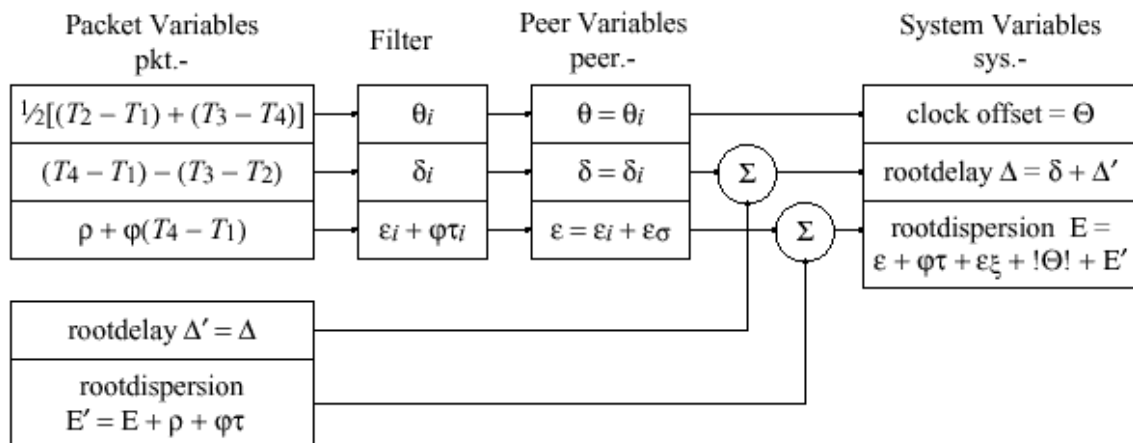 Packet Variables
pkt.-
Filter
Peer Variables
peer.-
System Variables
sys.-
½[(T2 − T1) + (T3 − T4)]
θi
θ = θi
clock offset = Θ
(T4 − T1) − (T3 − T2)
δi
δ = δi
Σ
rootdelay Δ = δ + Δ′
ρ + φ(T4 − T1)
εi + φτi
ε = εi + εσ
Σ
rootdispersion E =
ε + φτ + εξ + !Θ! + E′
rootdelay Δ′ = Δ
rootdispersion
E′ = E + ρ + φτ